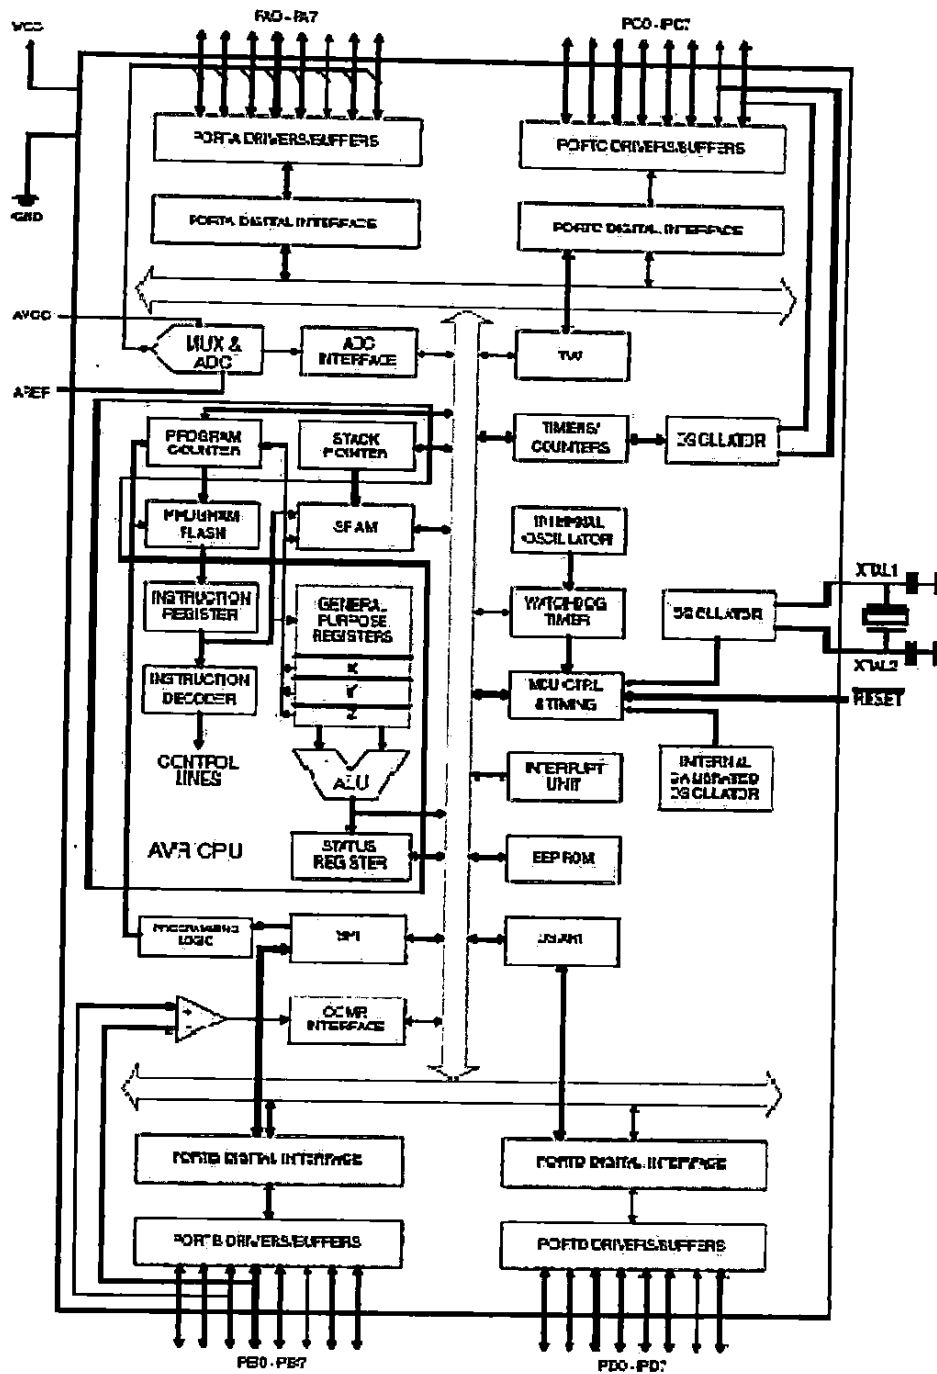 PA0 - PA7
PC0 - PC7
VCC
PORTA DRIVERS/BUFFERS
PORTC DRIVERS/BUFFERS
GND
PORTA DIGITAL INTERFACE
PORTC DIGITAL INTERFACE
AVCC
MUX &
ADC
ADC
INTERFACE
TWI
AREF
PROGRAM
COUNTER
STACK
POINTER
TIMERS/
COUNTERS
OSCILLATOR
PROGRAM
FLASH
SRAM
INTERNAL
OSCILLATOR
XTAL1
INSTRUCTION
REGISTER
GENERAL
PURPOSE
REGISTERS
WATCHDOG
TIMER
OSCILLATOR
X
XTAL2
INSTRUCTION
DECODER
Y
MCU CTRL.
& TIMING
RESET
Z
CONTROL
LINES
ALU
INTERRUPT
UNIT
INTERNAL
CALIBRATED
OSCILLATOR
AVR CPU
STATUS
REGISTER
EEPROM
PROGRAMMING
LOGIC
SPI
USART
+
-
COMP.
INTERFACE
PORTB DIGITAL INTERFACE
PORTD DIGITAL INTERFACE
PORTB DRIVERS/BUFFERS
PORTD DRIVERS/BUFFERS
PB0 - PB7
PD0 - PD7